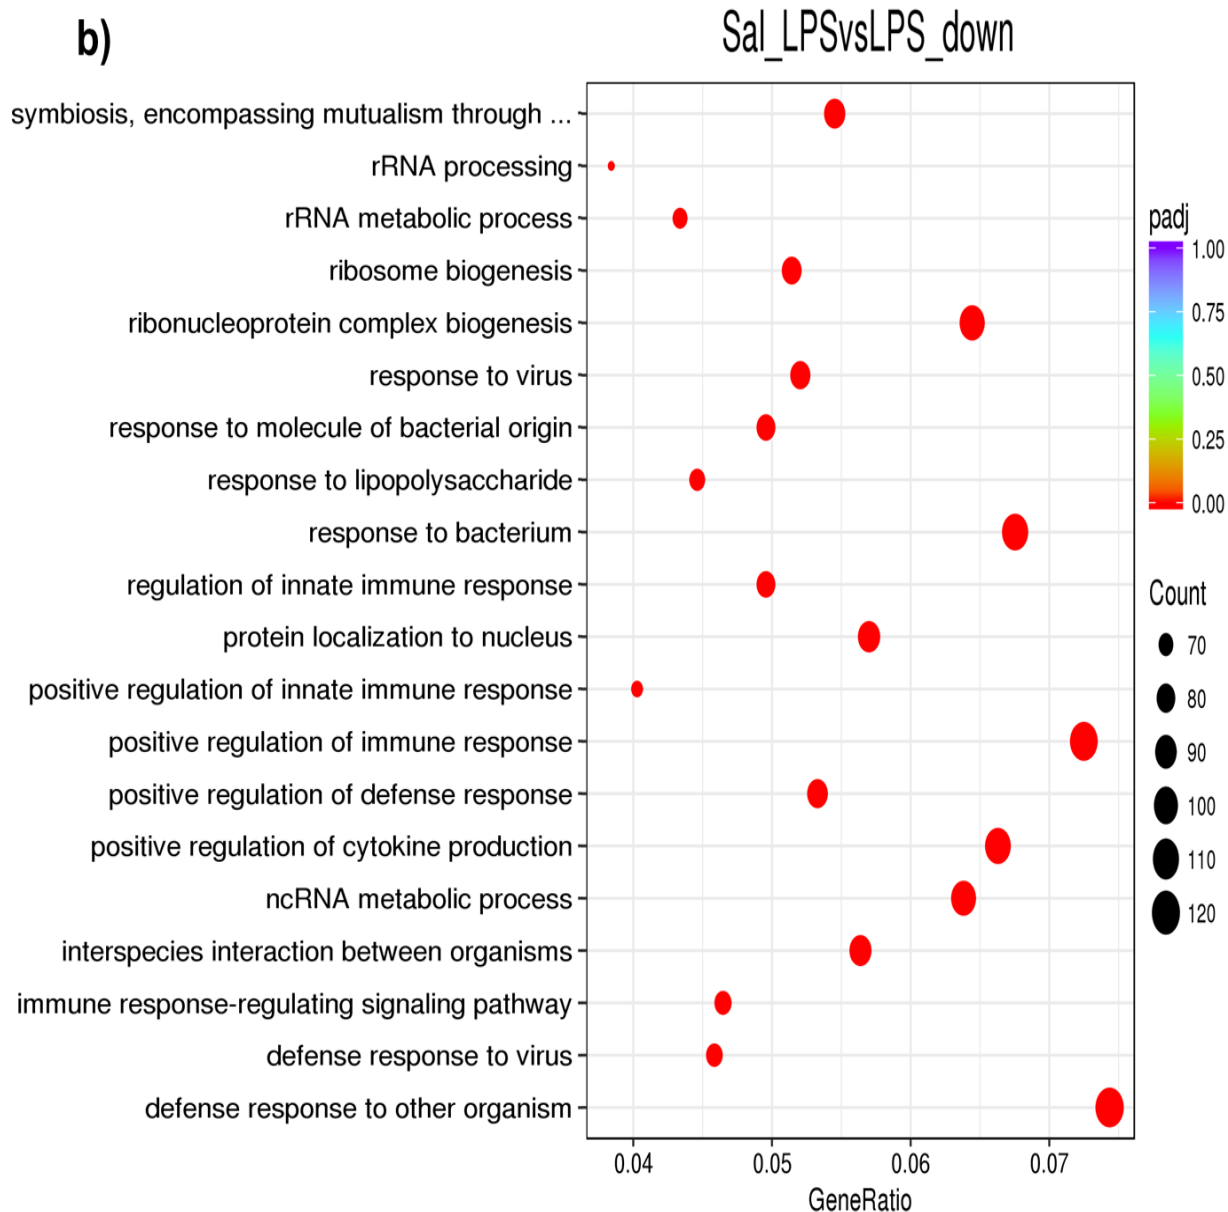 b)
Sal_LPSvsLPS_down
symbiosis, encompassing mutualism through ...
rRNA processing
rRNA metabolic process
ribosome biogenesis
ribonucleoprotein complex biogenesis
response to virus
response to molecule of bacterial origin
response to lipopolysaccharide
response to bacterium
regulation of innate immune response
protein localization to nucleus
positive regulation of innate immune response
positive regulation of immune response
positive regulation of defense response
positive regulation of cytokine production
ncRNA metabolic process
interspecies interaction between organisms
immune response-regulating signaling pathway
defense response to virus
defense response to other organism
0.04 0.05 0.06 0.07
GeneRatio
padj
1.00
0.75
0.50
0.25
0.00
Count
70
80
90
100
110
120